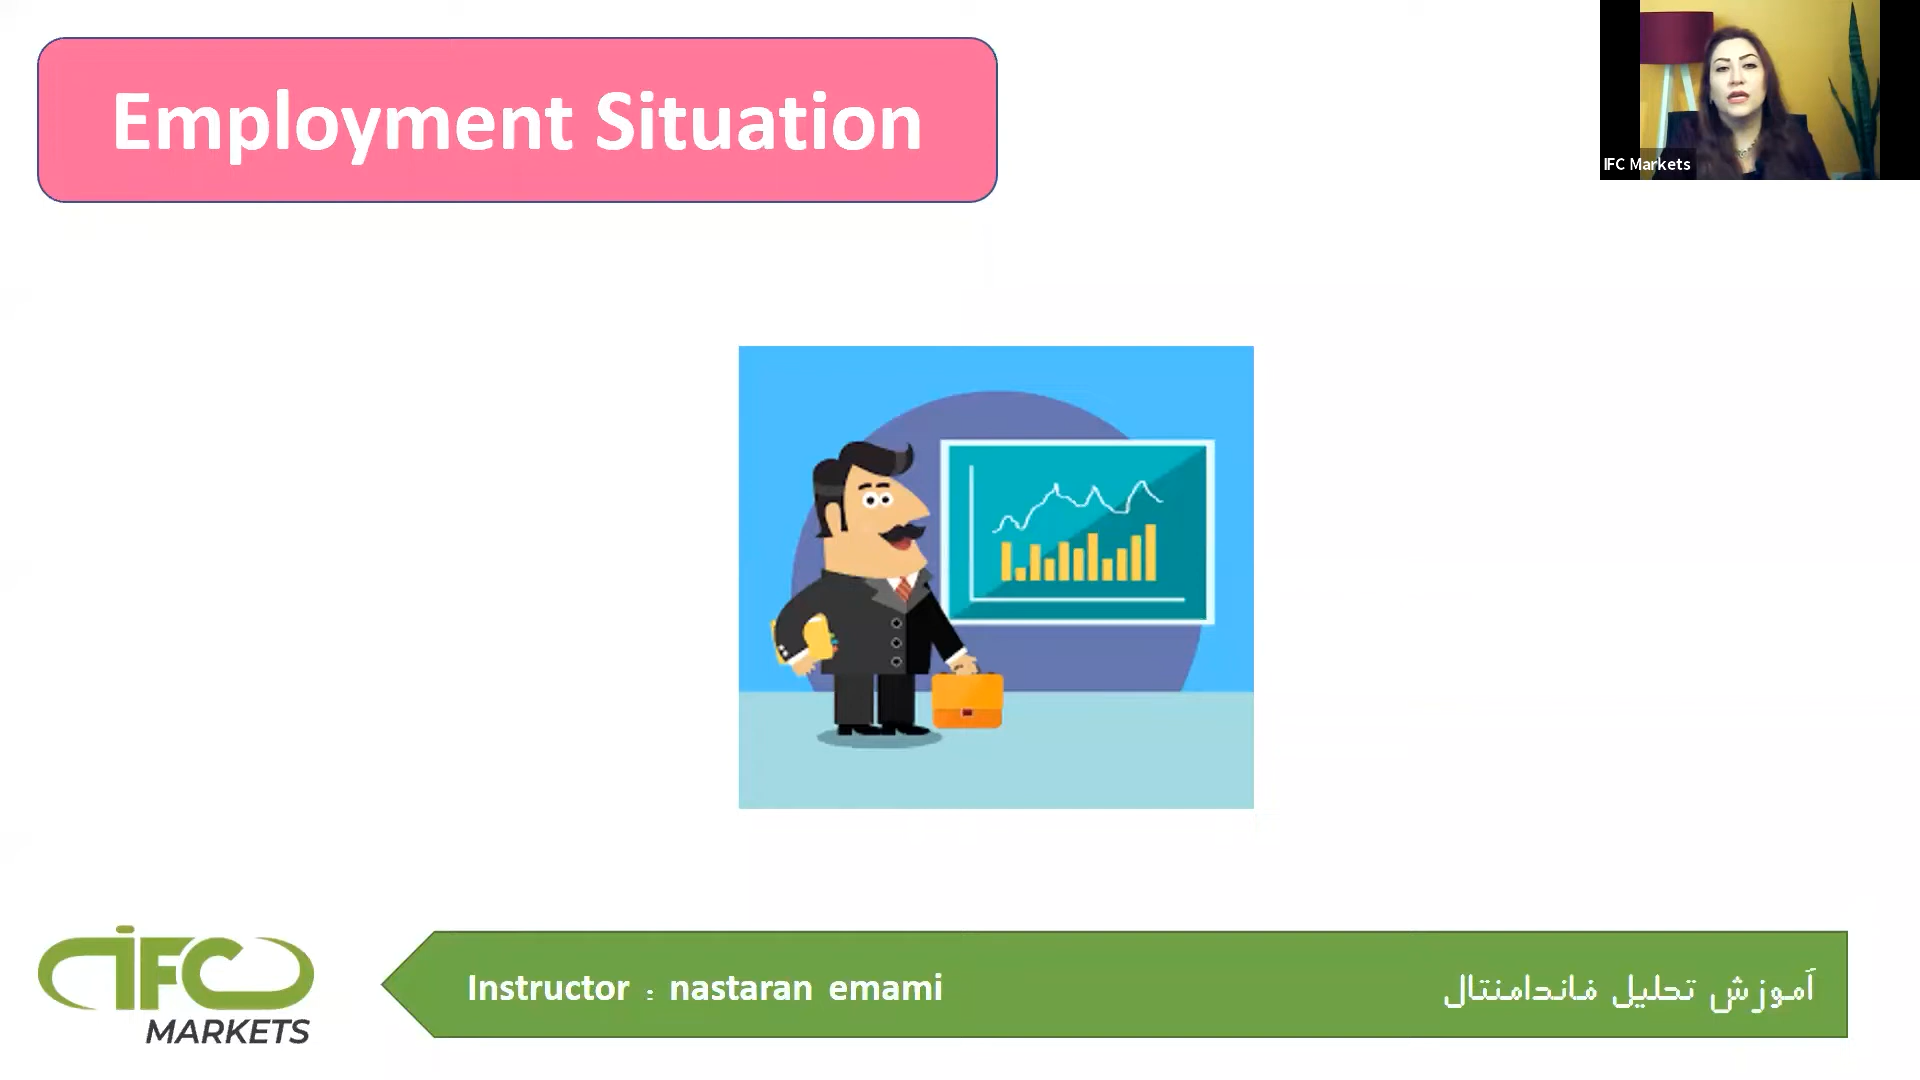 Employment Situation
IFC Markets
IFC
MARKETS
Instructor : nastaran emami
آموزش تحلیل فاندامنتال